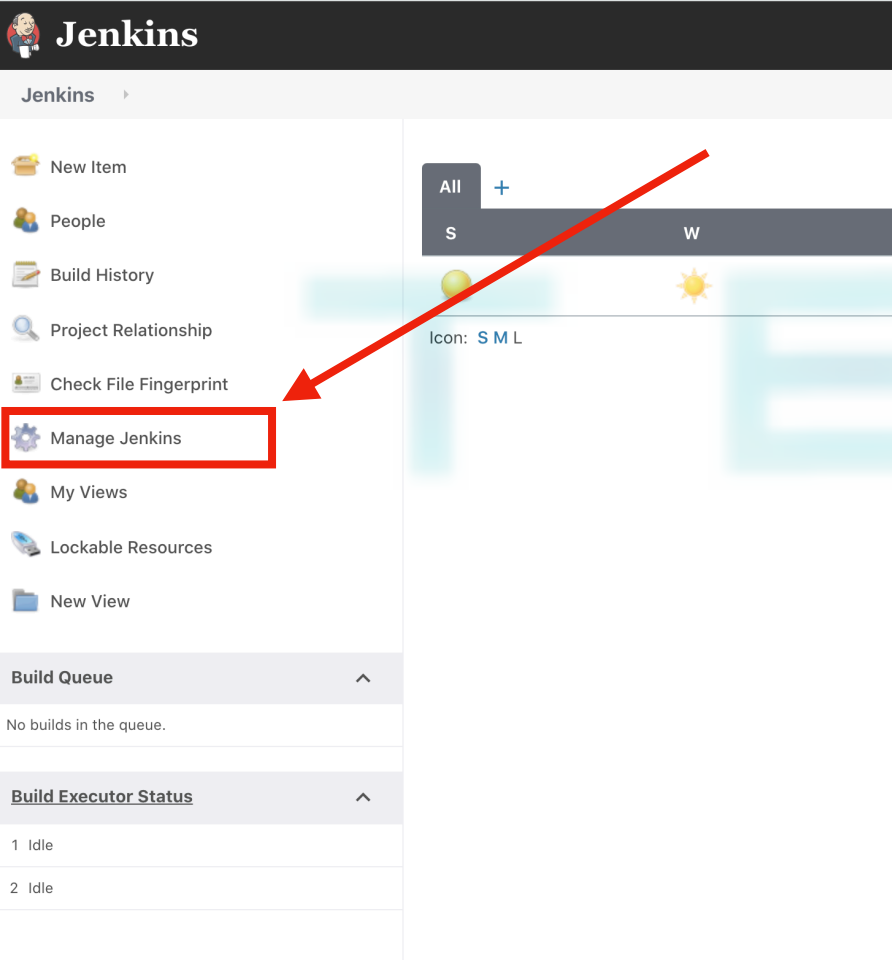 Jenkins
Jenkins
New Item
People
Build History
Project Relationship
Check File Fingerprint
Manage Jenkins
My Views
Lockable Resources
New View
Build Queue
No builds in the queue.
Build Executor Status
1 Idle
2 Idle
All +
S W
Icon: S M L
T E